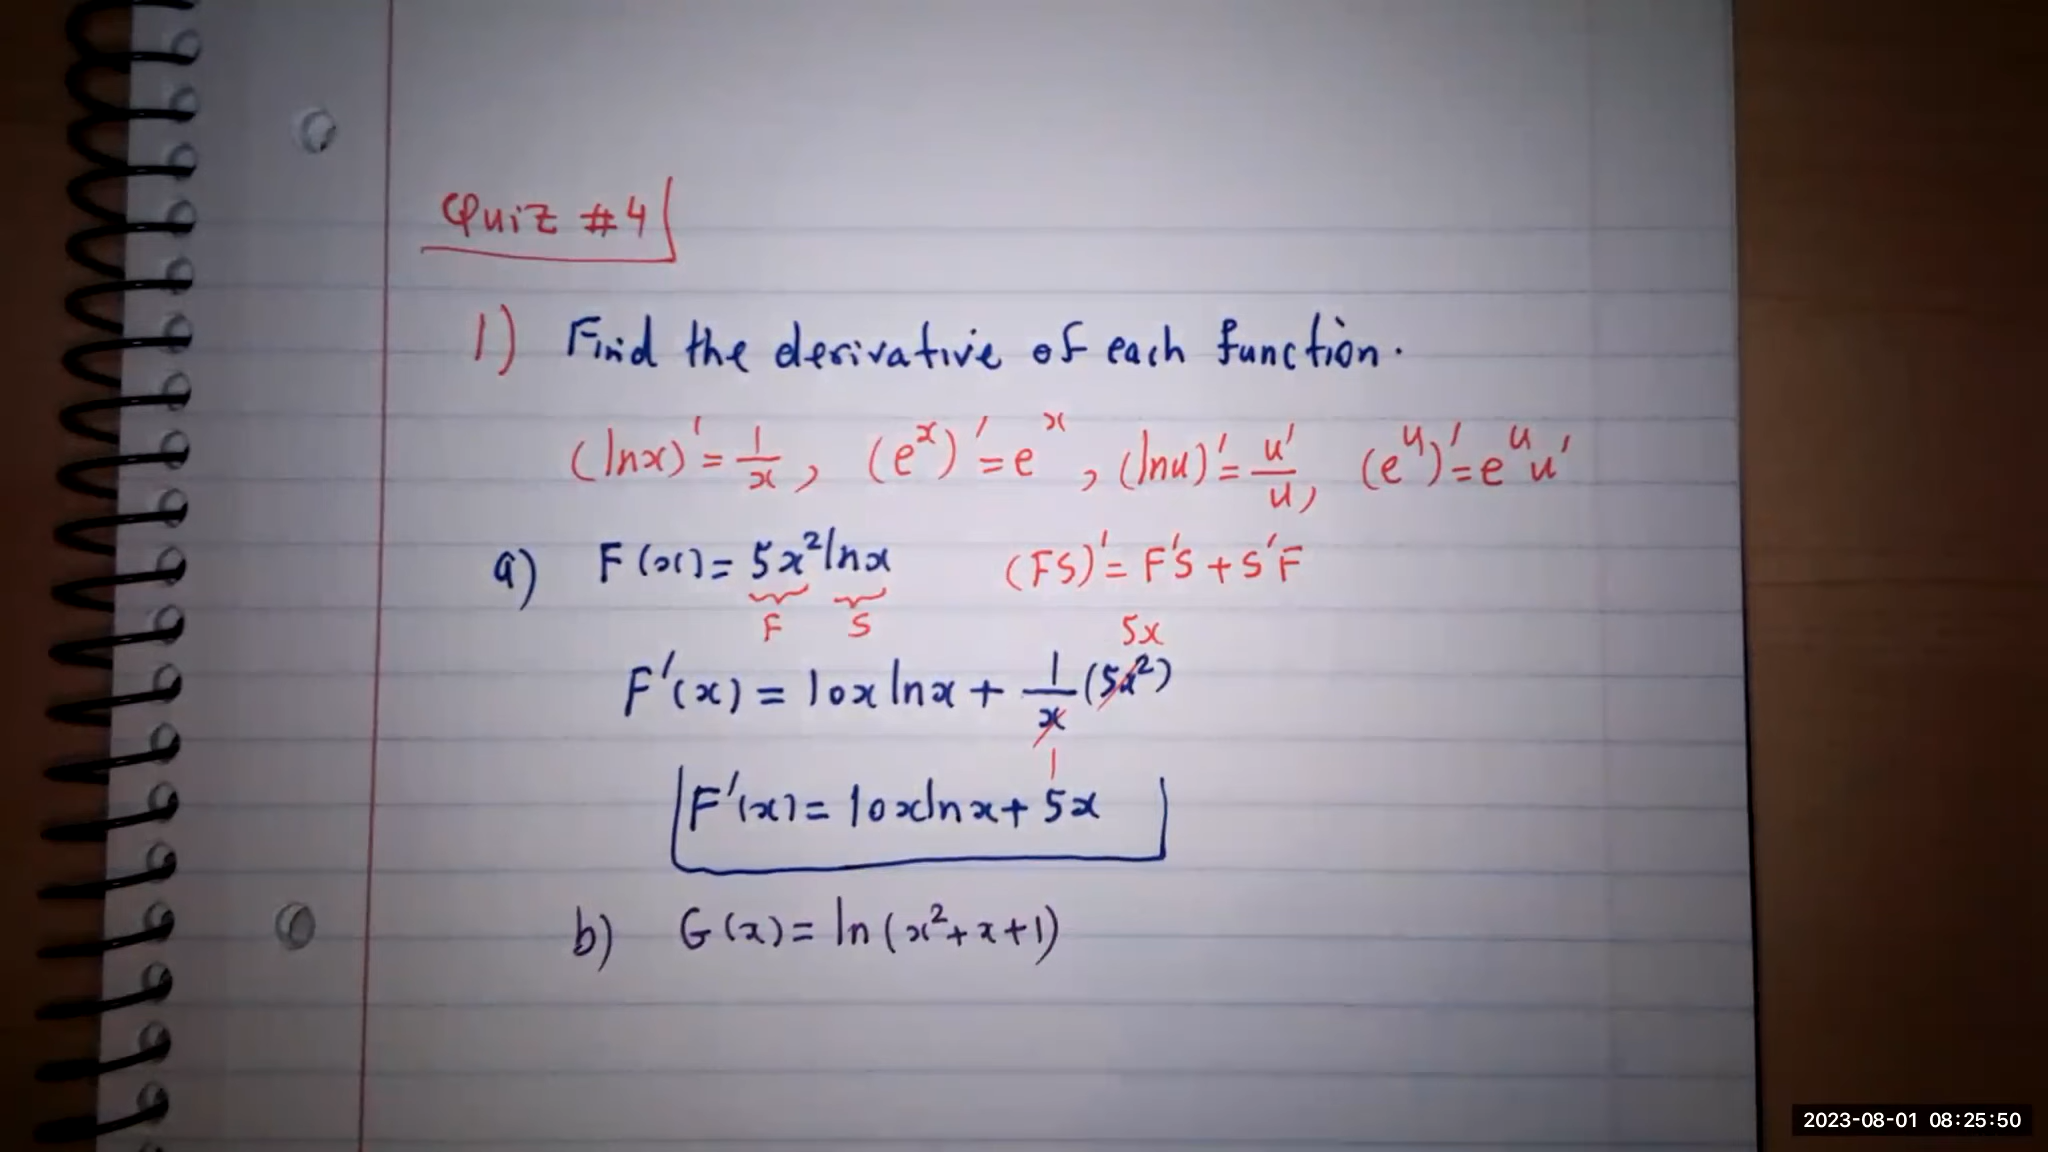 Quiz #4
1) Find the derivative of each function.
(lnx)' = 1/x, (e^x)' = e^x, (lnu)' = u'/u, (e^u)' = e^u u'
a) F(x) = 5x²lnx (FS)' = F'S + S'F
F S
5x
F'(x) = 10x lnx + 1/x (5x²)
1
F'(x) = 10xlnx + 5x
b) G(x) = ln(x²+x+1)
2023-08-01 08:25:50